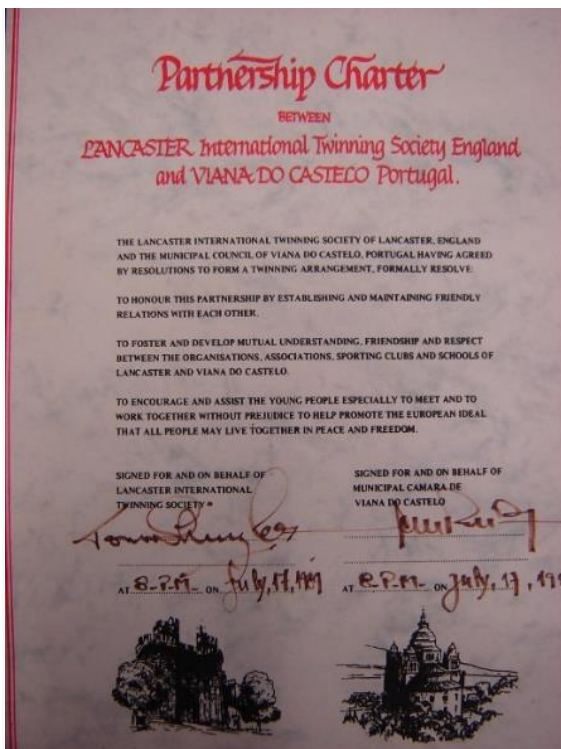 Partnership Charter
BETWEEN
LANCASTER International Twinning Society England
and VIANA DO CASTELO Portugal.
THE LANCASTER INTERNATIONAL TWINNING SOCIETY OF LANCASTER, ENGLAND
AND THE MUNICIPAL COUNCIL OF VIANA DO CASTELO, PORTUGAL HAVING AGREED
BY RESOLUTIONS TO FORM A TWINNING ARRANGEMENT, FORMALLY RESOLVE:
TO HONOUR THIS PARTNERSHIP BY ESTABLISHING AND MAINTAINING FRIENDLY
RELATIONS WITH EACH OTHER.
TO FOSTER AND DEVELOP MUTUAL UNDERSTANDING, FRIENDSHIP AND RESPECT
BETWEEN THE ORGANISATIONS, ASSOCIATIONS, SPORTING CLUBS AND SCHOOLS OF
LANCASTER AND VIANA DO CASTELO.
TO ENCOURAGE AND ASSIST THE YOUNG PEOPLE ESPECIALLY TO MEET AND TO
WORK TOGETHER WITHOUT PREJUDICE TO HELP PROMOTE THE EUROPEAN IDEAL
THAT ALL PEOPLE MAY LIVE TOGETHER IN PEACE AND FREEDOM.
SIGNED FOR AND ON BEHALF OF
LANCASTER INTERNATIONAL
TWINNING SOCIETY
AT 8.P.M. ON July, 17, 1989
SIGNED FOR AND ON BEHALF OF
MUNICIPAL CAMARA DE
VIANA DO CASTELO
AT 8.P.M. ON July, 17, 19